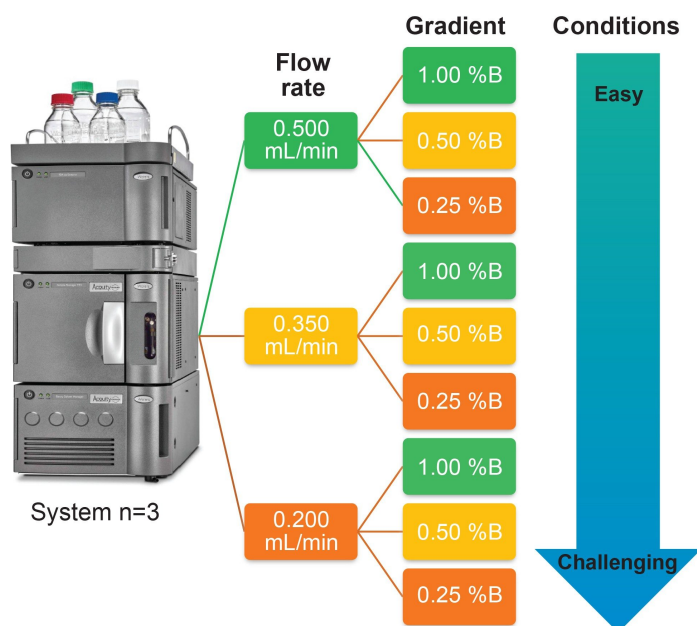 Gradient
Conditions
Flow
rate
Easy
1.00 %B
0.500
mL/min
0.50 %B
0.25 %B
1.00 %B
0.350
mL/min
0.50 %B
0.25 %B
1.00 %B
0.200
mL/min
0.50 %B
0.25 %B
Challenging
Acquity
Acquity
System n=3